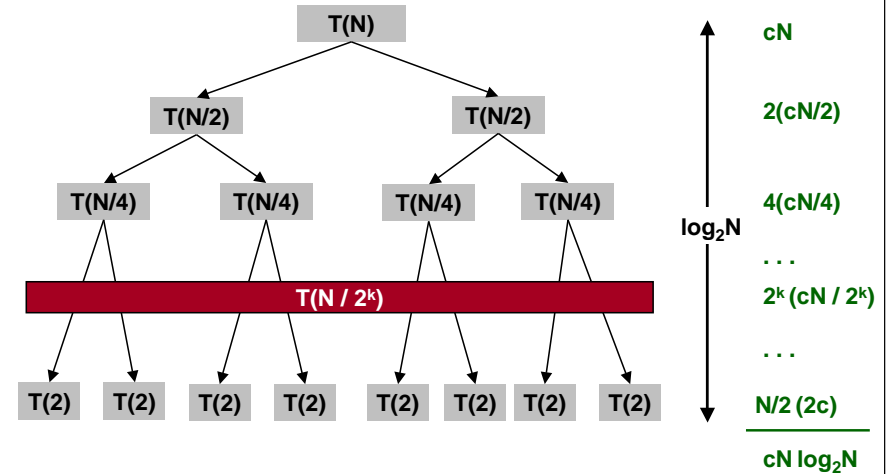 T(N) cN
T(N/2) T(N/2) 2(cN/2)
T(N/4) T(N/4) T(N/4) T(N/4) 4(cN/4)
log₂N
. . .
T(N / 2ᵏ) 2ᵏ (cN / 2ᵏ)
. . .
T(2) T(2) T(2) T(2) T(2) T(2) T(2) T(2) N/2 (2c)
cN log₂N